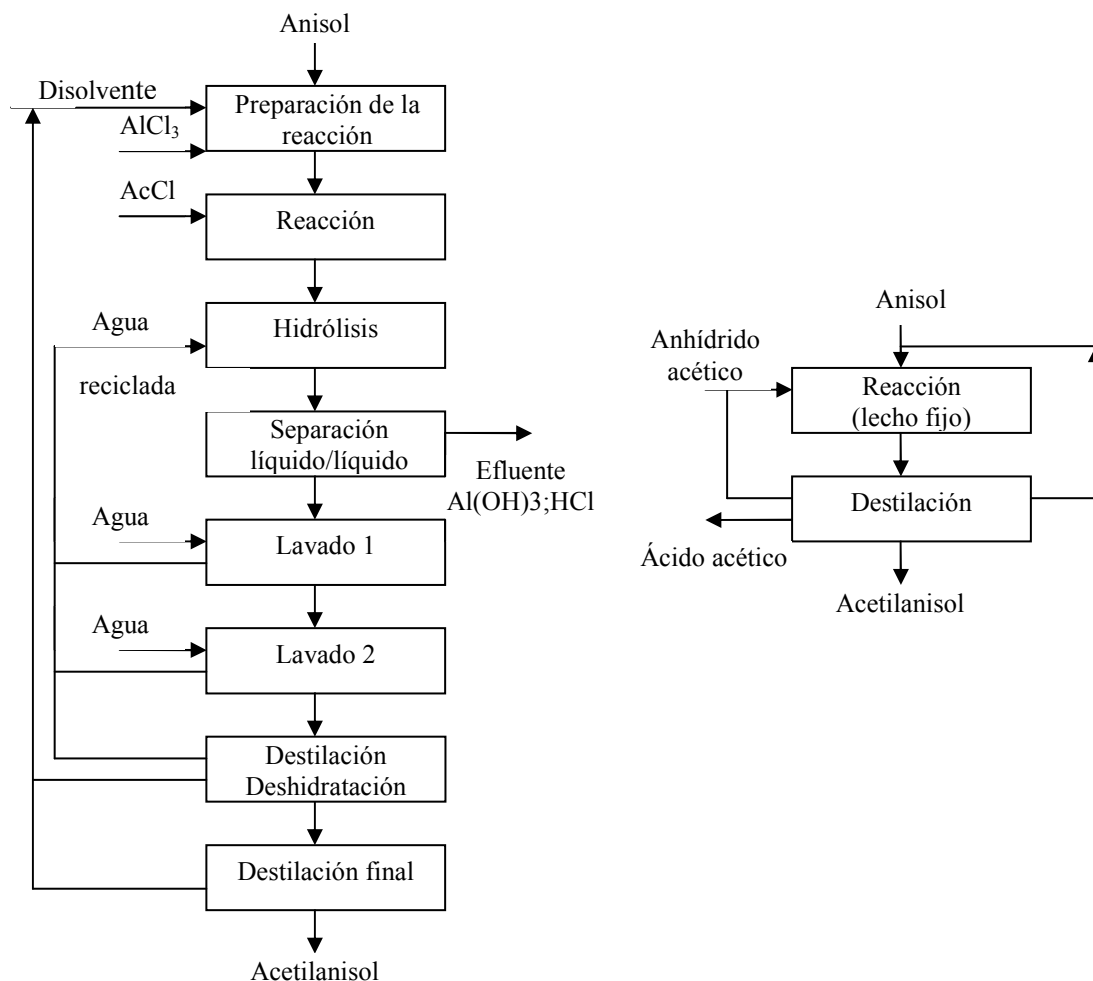 Anisol
Disolvente
Preparación de la
reacción
AlCl₃
AcCl
Reacción
Agua
reciclada
Hidrólisis
Separación
líquido/líquido
Efluente
Al(OH)3;HCl
Agua
Lavado 1
Agua
Lavado 2
Destilación
Deshidratación
Destilación final
Acetilanisol
Anisol
Anhídrido
acético
Reacción
(lecho fijo)
Destilación
Ácido acético
Acetilanisol